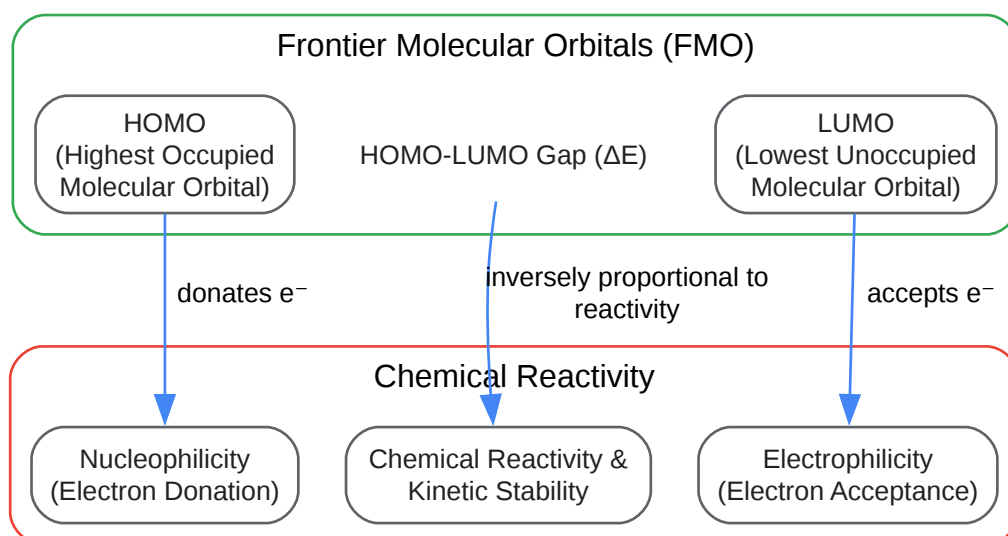 Frontier Molecular Orbitals (FMO)
HOMO
(Highest Occupied
Molecular Orbital)
HOMO-LUMO Gap (ΔE)
LUMO
(Lowest Unoccupied
Molecular Orbital)
donates e⁻
inversely proportional to
reactivity
accepts e⁻
Chemical Reactivity
Nucleophilicity
(Electron Donation)
Chemical Reactivity &
Kinetic Stability
Electrophilicity
(Electron Acceptance)